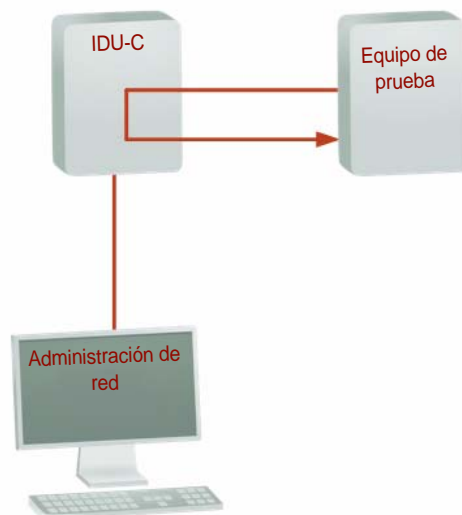 IDU-C
Equipo de
prueba
Administración de
red